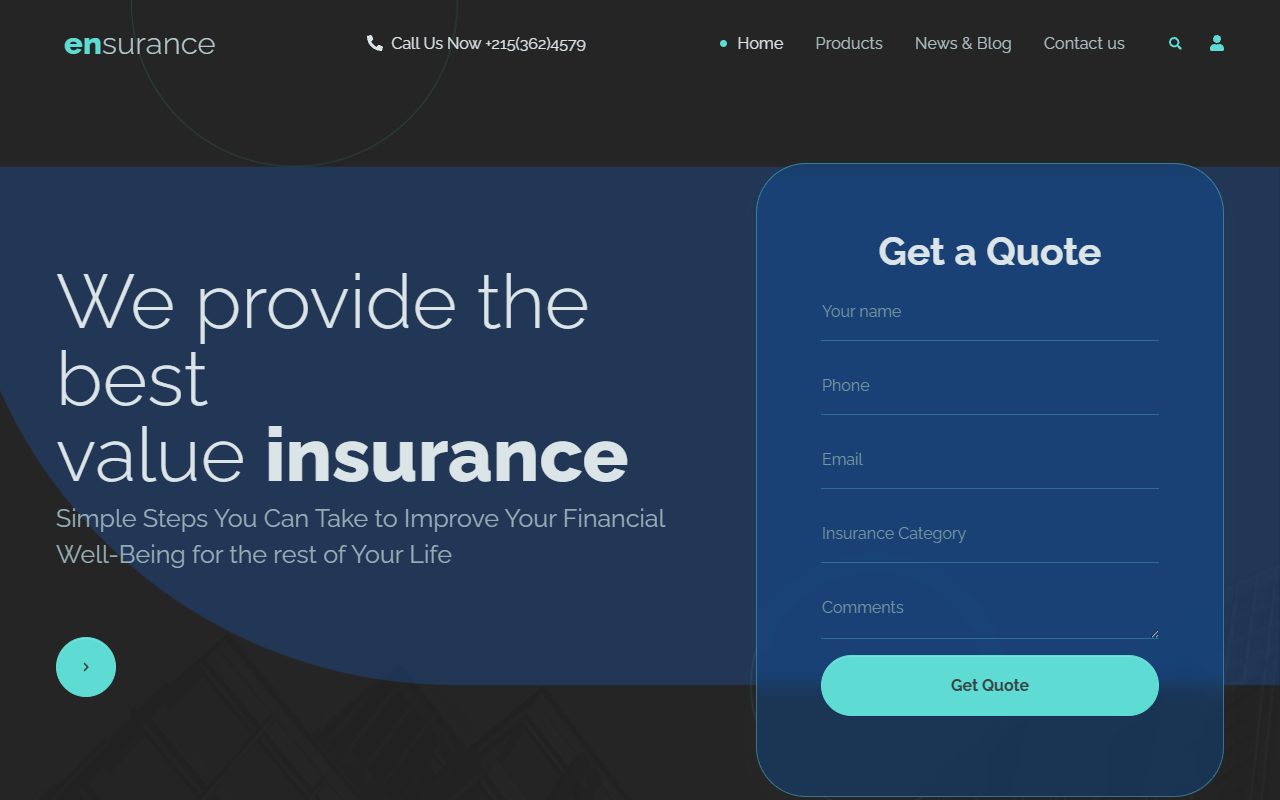 ensurance
Call Us Now +215(362)4579
Home
Products
News & Blog
Contact us
We provide the
best
value insurance
Simple Steps You Can Take to Improve Your Financial
Well-Being for the rest of Your Life
Get a Quote
Your name
Phone
Email
Insurance Category
Comments
Get Quote